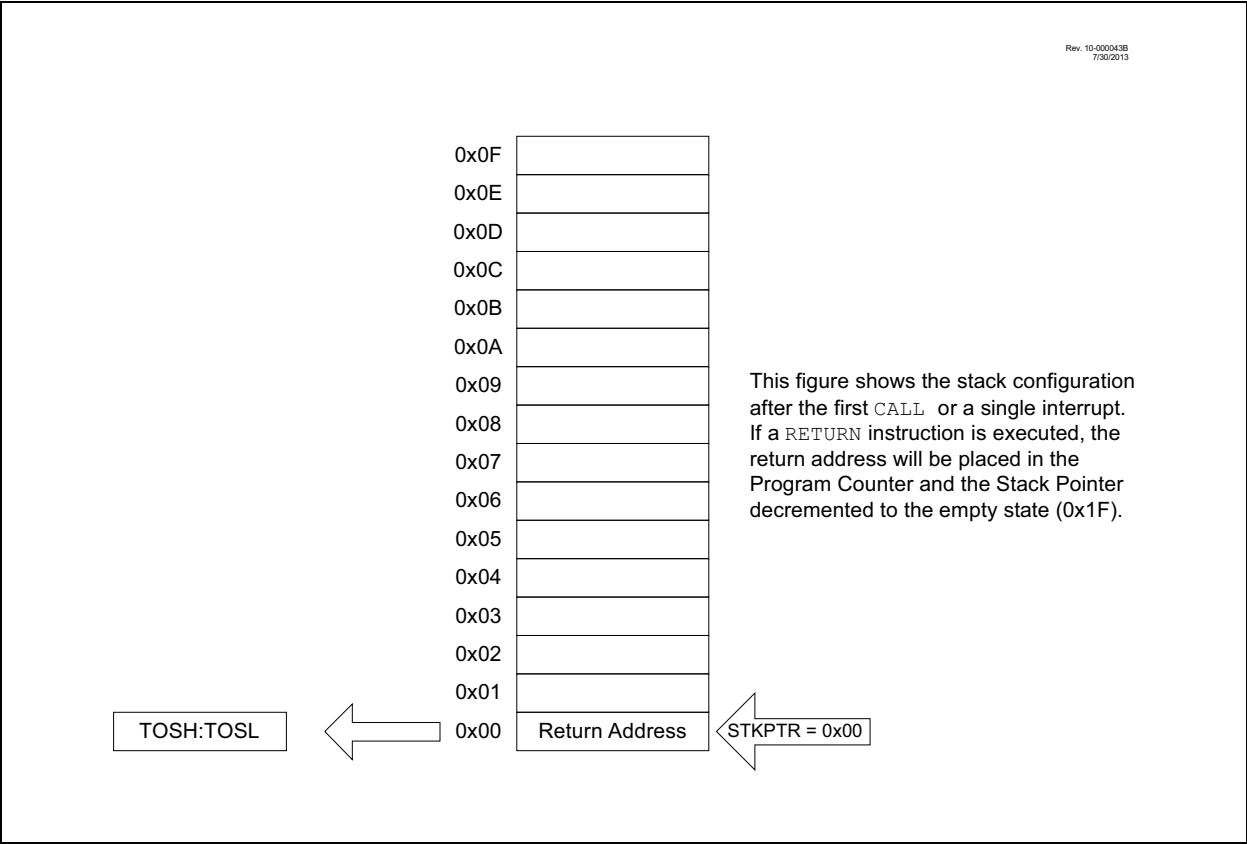 Rev. 10-000043B
7/30/2013
0x0F
0x0E
0x0D
0x0C
0x0B
0x0A
0x09
0x08
0x07
0x06
0x05
0x04
0x03
0x02
0x01
0x00
This figure shows the stack configuration
after the first CALL or a single interrupt.
If a RETURN instruction is executed, the
return address will be placed in the
Program Counter and the Stack Pointer
decremented to the empty state (0x1F).
TOSH:TOSL
Return Address
STKPTR = 0x00